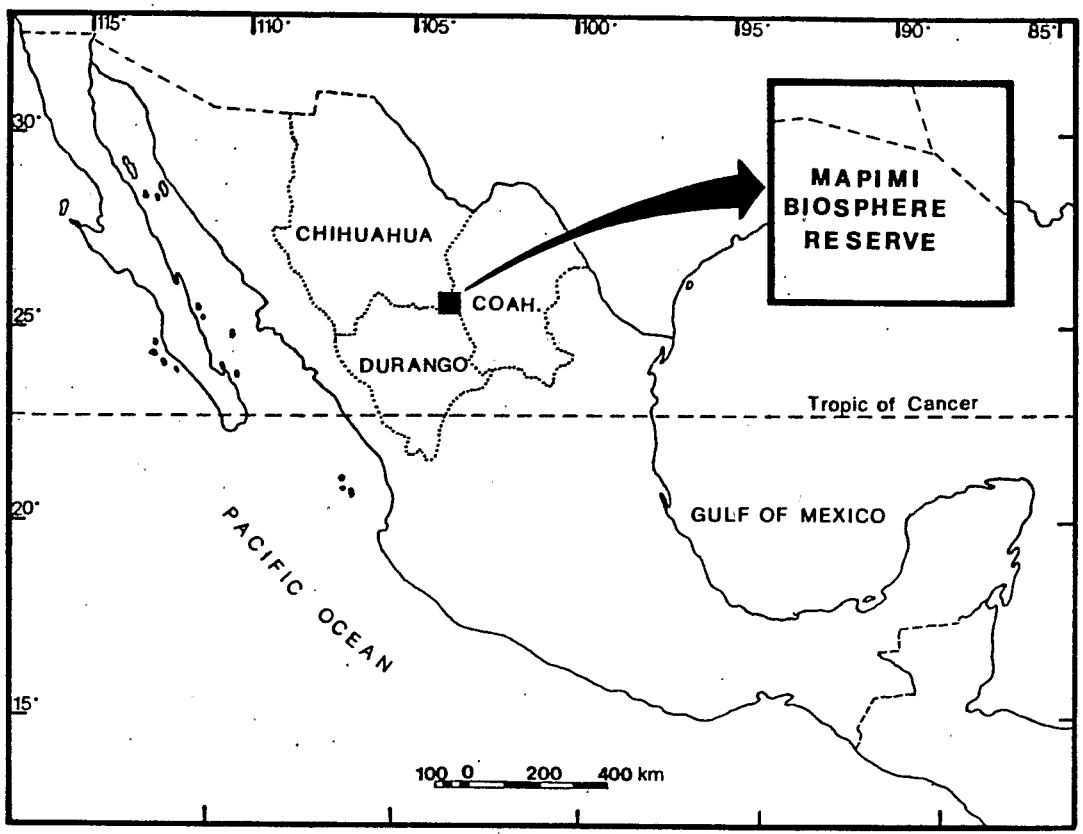 115° 110° 105 100 95° 90° 85°
30°
25°
20°
15°
MAPIMI
BIOSPHERE
RESERVE
CHIHUAHUA
COAH.
DURANGO
Tropic of Cancer
GULF OF MEXICO
PACIFIC OCEAN
100 0 200 400 km